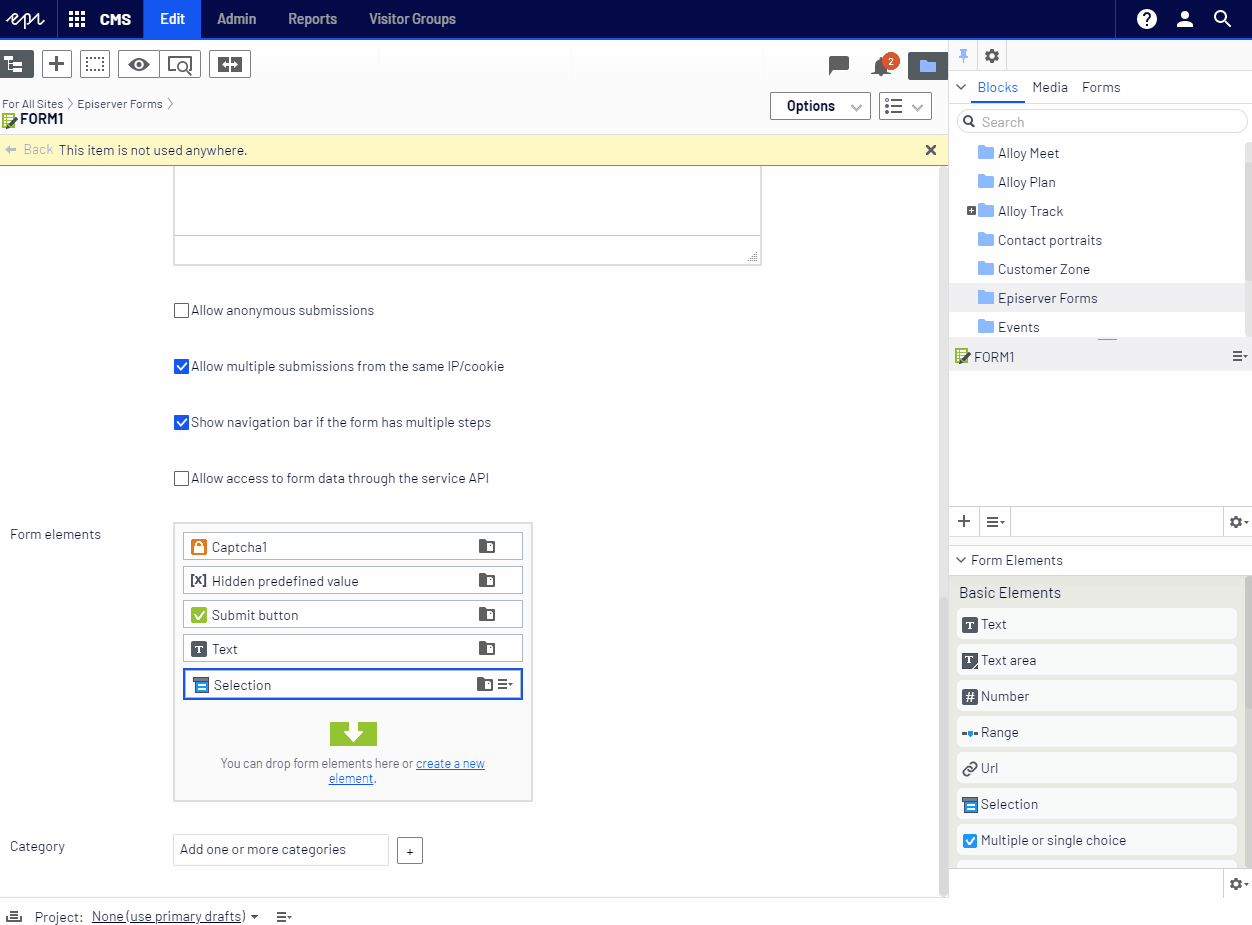 epi CMS Edit Admin Reports Visitor Groups ?
2
For All Sites Episerver Forms
FORM1
Options
Back This item is not used anywhere.
Allow anonymous submissions
Allow multiple submissions from the same IP/cookie
Show navigation bar if the form has multiple steps
Allow access to form data through the service API
Form elements
Captcha1
[x] Hidden predefined value
Submit button
T Text
Selection
You can drop form elements here or create a new
element.
Category
Add one or more categories
+
Project: None (use primary drafts)
Blocks Media Forms
Search
Alloy Meet
Alloy Plan
Alloy Track
Contact portraits
Customer Zone
Episerver Forms
Events
FORM1
Form Elements
Basic Elements
T Text
T Text area
# Number
Range
Url
Selection
Multiple or single choice